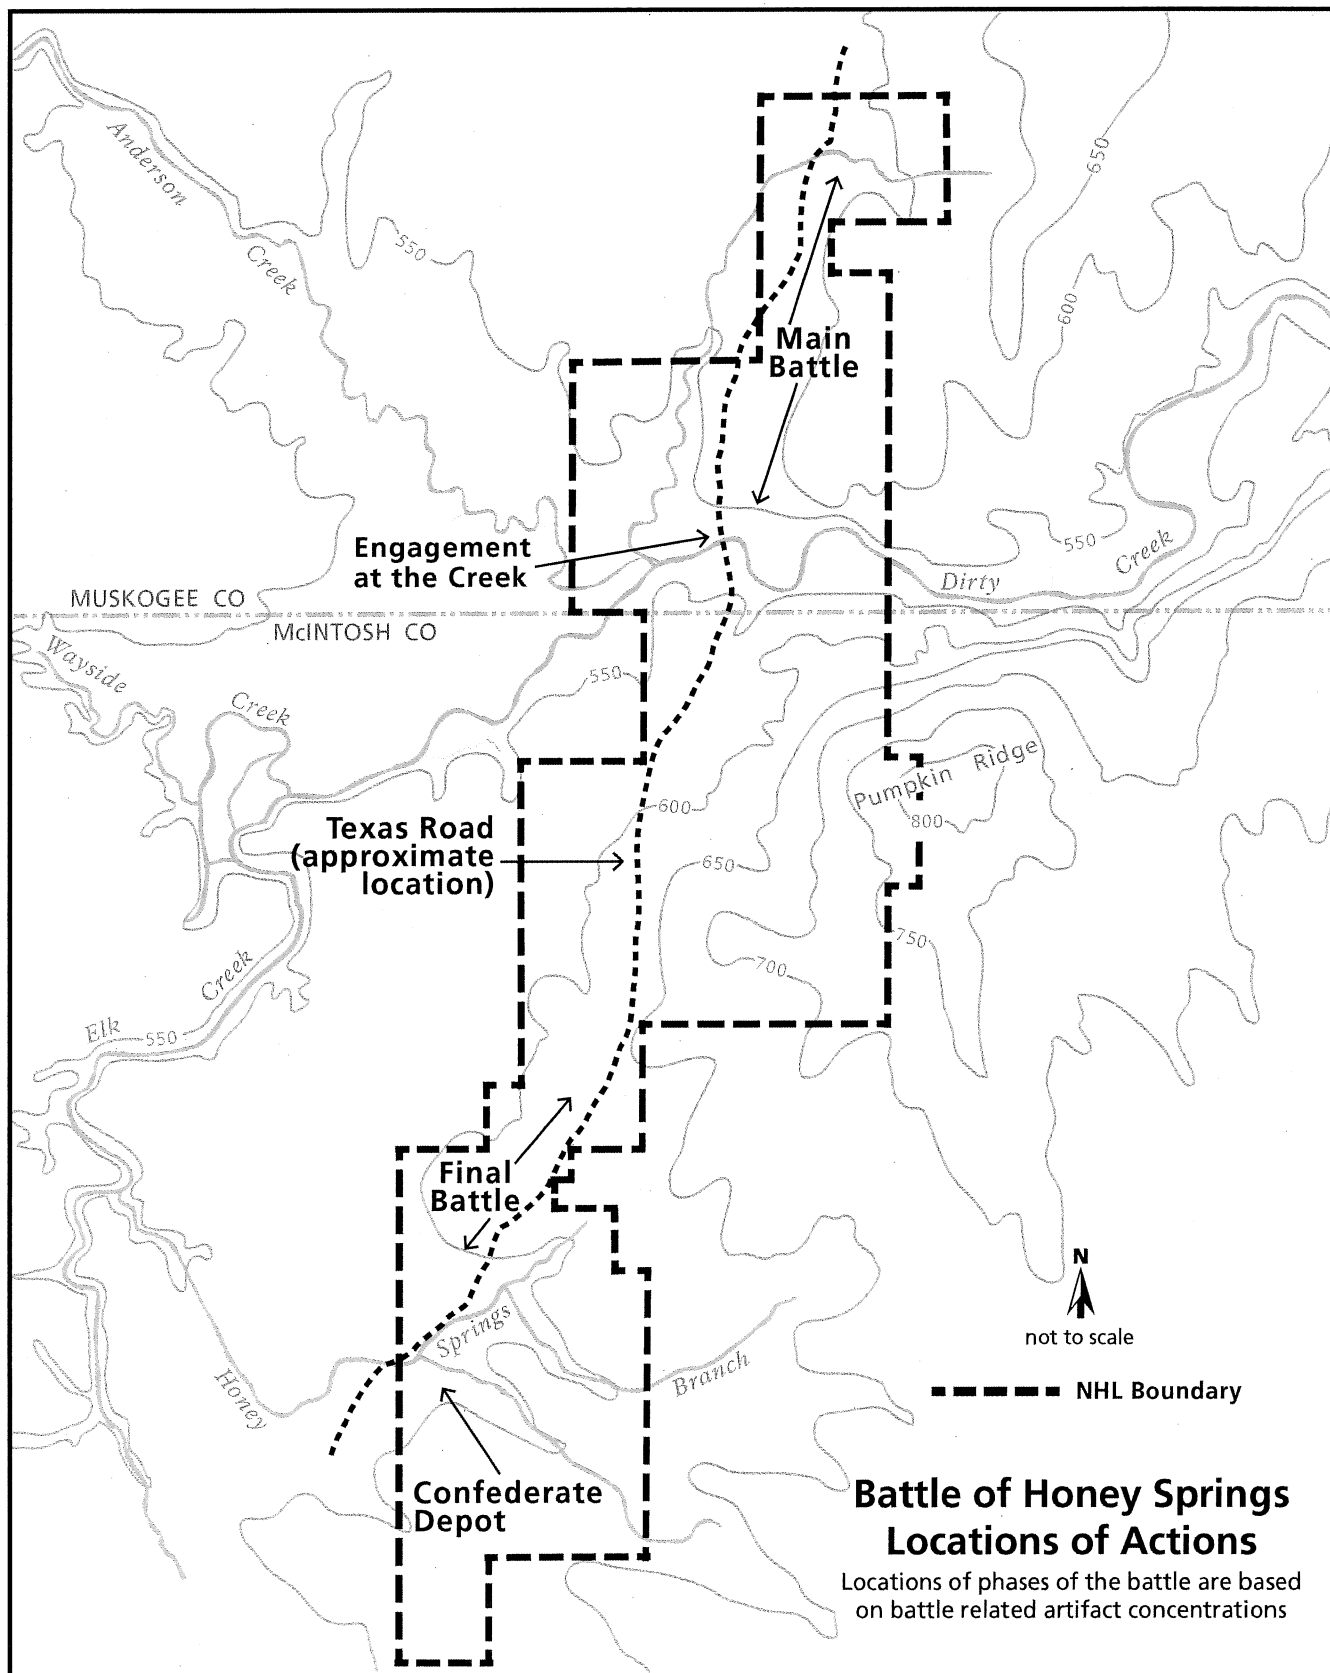 Anderson
Creek
550
650
600
Main
Battle
Engagement
at the Creek
550
Creek
Dirty
MUSKOGEE CO
McINTOSH CO
Wayside
Creek
550
Pumpkin Ridge
600
800
Texas Road
(approximate
location)
650
750
700
Creek
Elk
550
Final
Battle
N
not to scale
Springs
Branch
Honey
NHL Boundary
Confederate
Depot
Battle of Honey Springs
Locations of Actions
Locations of phases of the battle are based
on battle related artifact concentrations